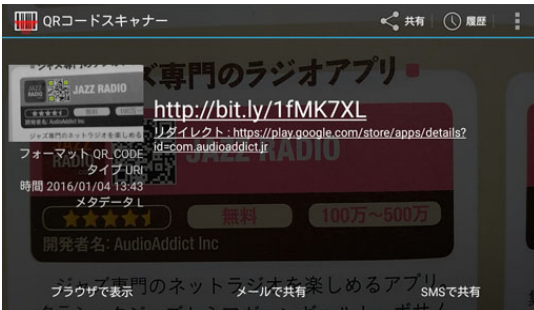 QRコードスキャナー
共有
履歴
ズ専門のラジオアプリ
JAZZ RADIO
http://bit.ly/1fMK7XL
リダイレクト : https://play.google.com/store/apps/details?
id=com.audioaddict.jr
フォーマット QR_CODE
タイプ URI
時間 2016/01/04 13:43
メタデータ L
JAZZ RADIO
無料
100万～500万
開発者名: AudioAddict Inc
ジャズ専門のネットラジオを楽しめるアプリ。
ブラウザで表示
メールで共有
SMSで共有